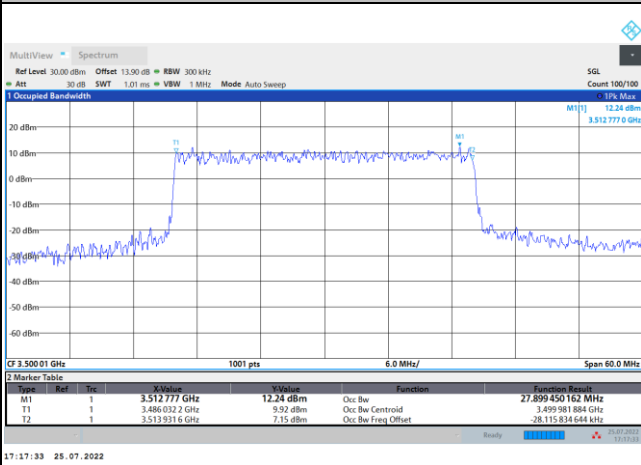 MultiView Spectrum
Ref Level 30.00 dBm Offset 13.90 dB RBW 300 kHz SGL
Att 30 dB SWT 1.01 ms VBW 1 MHz Mode Auto Sweep Count 100/100
1 Occupied Bandwidth 1Pk Max
M1[1] 12.24 dBm
3.512 777 0 GHz
20 dBm
M1
T1
T2
10 dBm
0 dBm
-10 dBm
-20 dBm
-30 dBm
-40 dBm
-50 dBm
-60 dBm
CF 3.500 01 GHz 1001 pts 6.0 MHz/ Span 60.0 MHz
2 Marker Table
Type Ref Trc X-Value Y-Value Function Function Result
M1 1 3.512 777 GHz 12.24 dBm Occ Bw 27.899 450 162 MHz
T1 1 3.486 032 2 GHz 9.92 dBm Occ Bw Centroid 3.499 981 884 GHz
T2 1 3.513 931 6 GHz 7.15 dBm Occ Bw Freq Offset -28.115 834 644 kHz
Ready 25.07.2022
17:17:33
17:17:33 25.07.2022